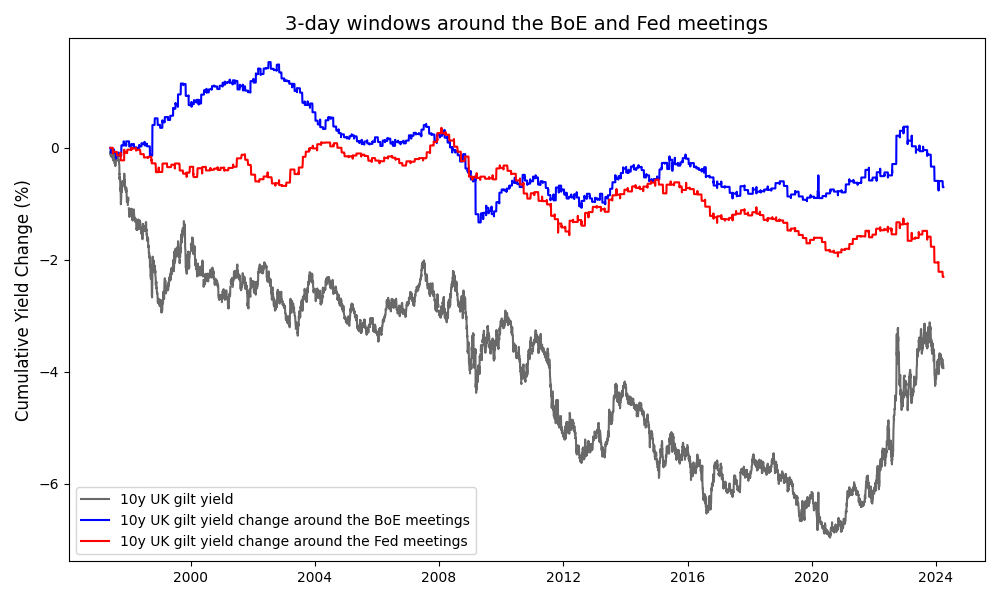 3-day windows around the BoE and Fed meetings
Cumulative Yield Change (%)
0
−2
−4
−6
10y UK gilt yield
10y UK gilt yield change around the BoE meetings
10y UK gilt yield change around the Fed meetings
2000 2004 2008 2012 2016 2020 2024